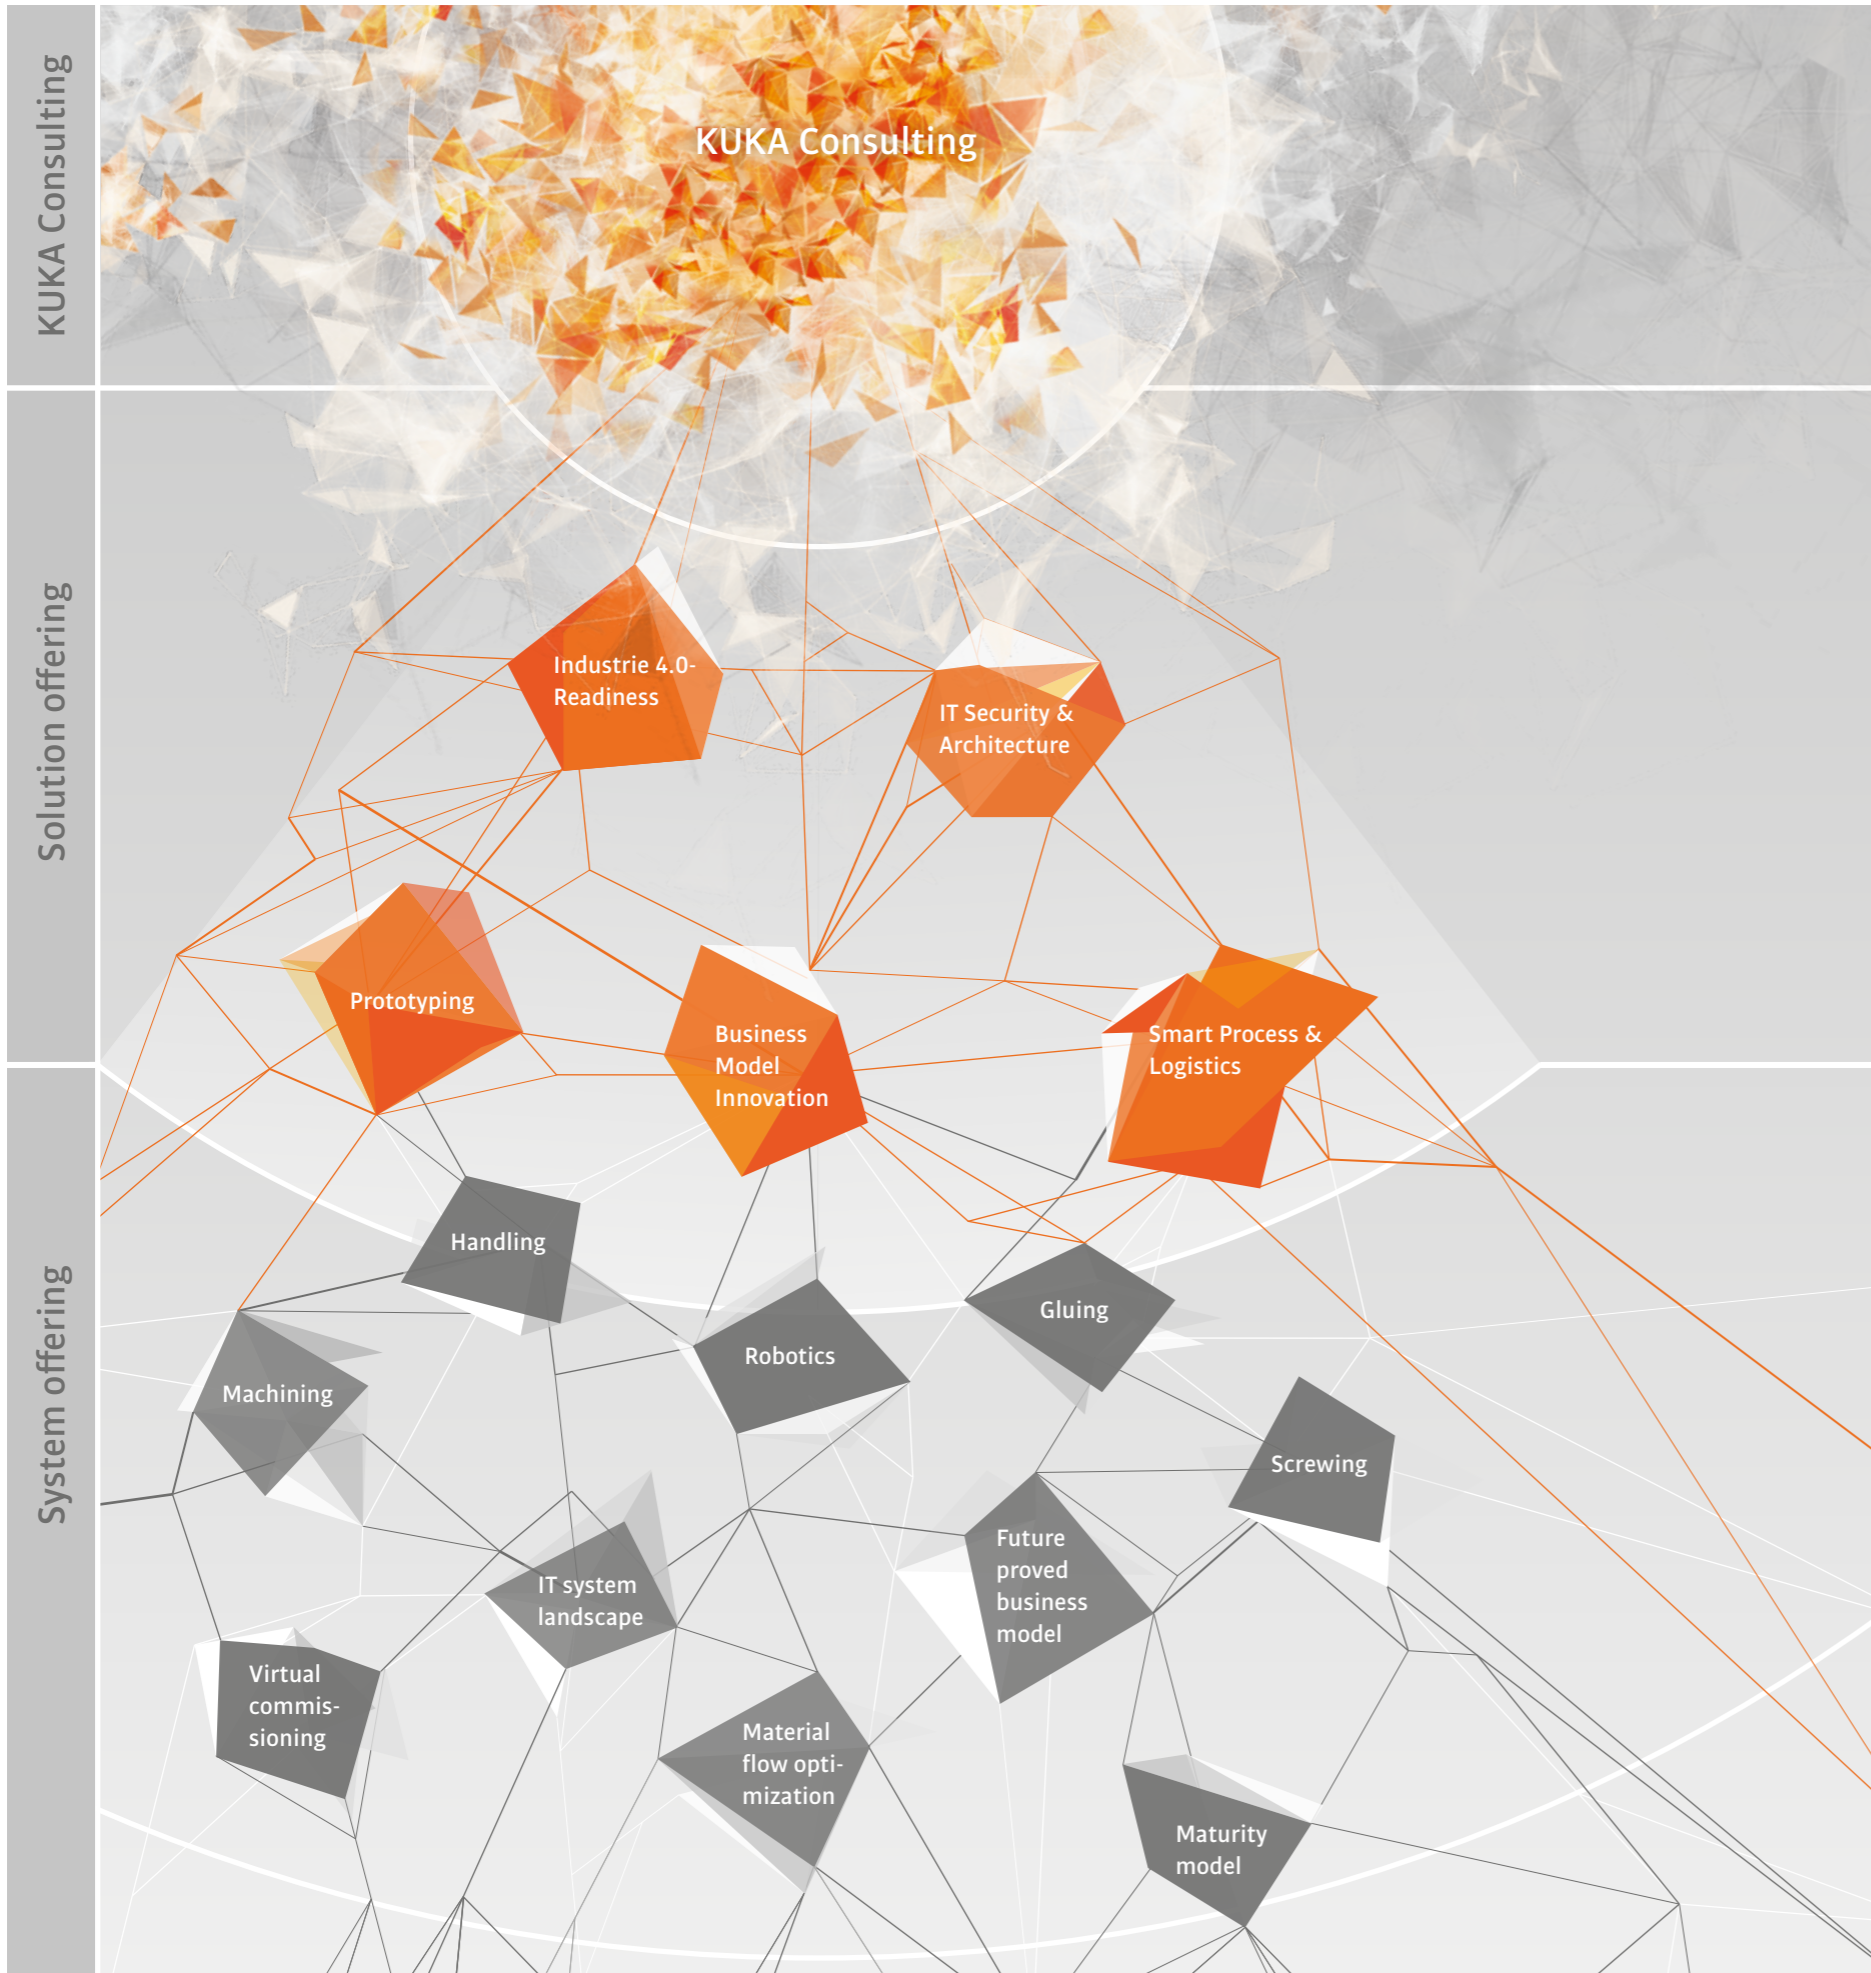 KUKA Consulting
KUKA Consulting
Solution offering
Industrie 4.0-
Readiness
IT Security &
Architecture
Prototyping
Business
Model
Innovation
Smart Process &
Logistics
System offering
Handling
Gluing
Robotics
Machining
Screwing
Future
proved
business
model
IT system
landscape
Virtual
commis-
sioning
Material
flow opti-
mization
Maturity
model